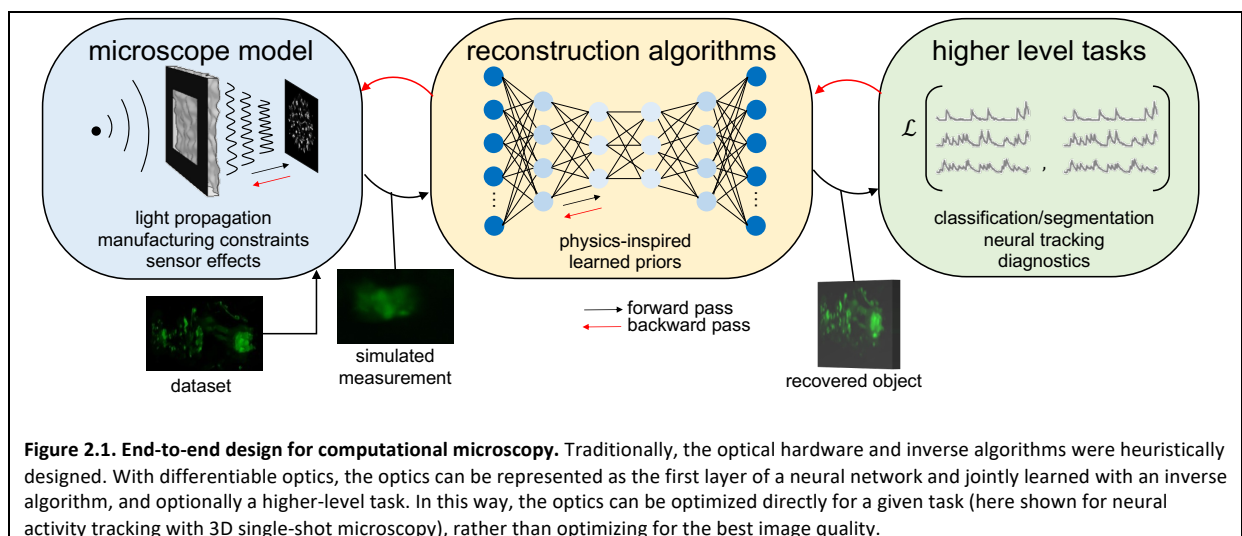 microscope model
light propagation
manufacturing constraints
sensor effects
reconstruction algorithms
physics-inspired
learned priors
higher level tasks
ℒ
,
classification/segmentation
neural tracking
diagnostics
forward pass
backward pass
dataset
simulated
measurement
recovered object
Figure 2.1. End-to-end design for computational microscopy. Traditionally, the optical hardware and inverse algorithms were heuristically
designed. With differentiable optics, the optics can be represented as the first layer of a neural network and jointly learned with an inverse
algorithm, and optionally a higher-level task. In this way, the optics can be optimized directly for a given task (here shown for neural
activity tracking with 3D single-shot microscopy), rather than optimizing for the best image quality.